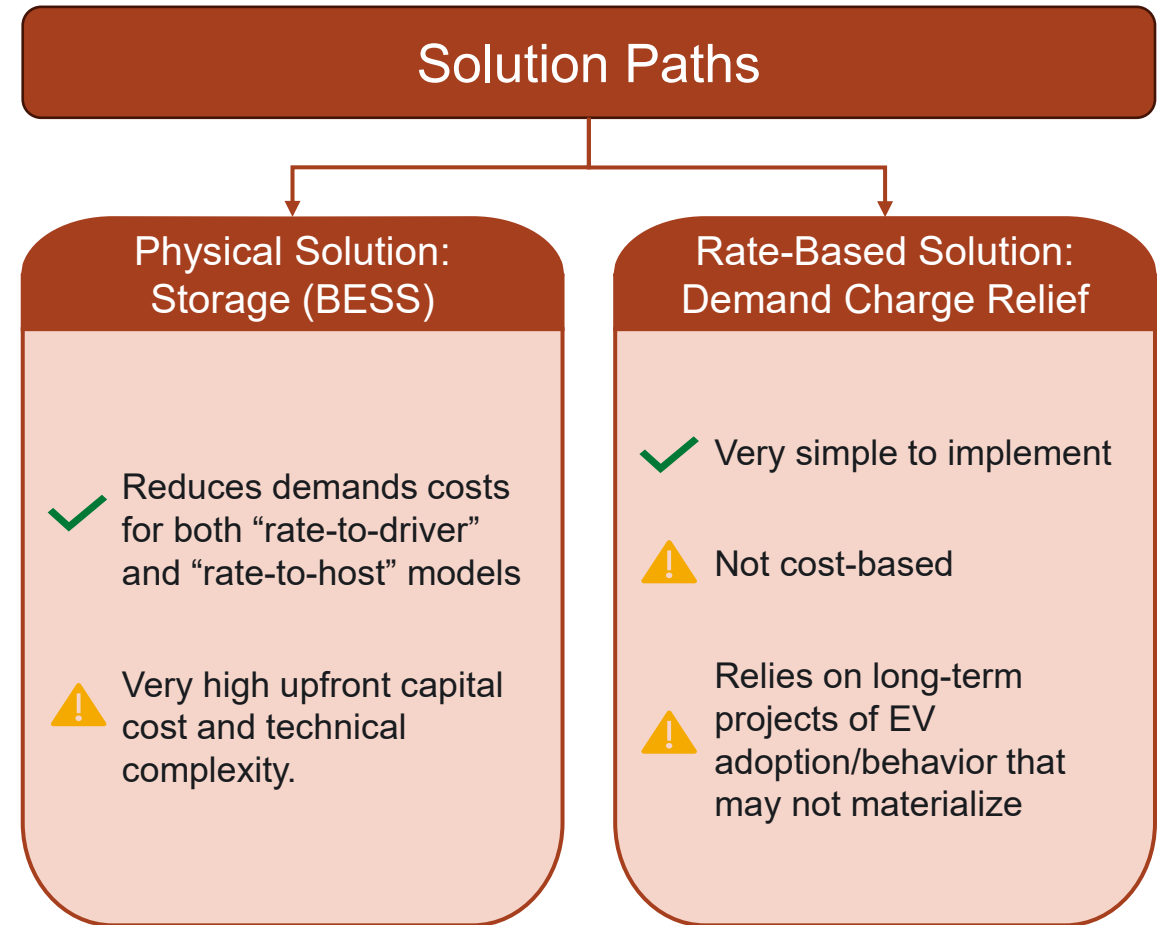 Solution Paths
Physical Solution:
Storage (BESS)
Reduces demands costs
for both “rate-to-driver”
and “rate-to-host” models
Very high upfront capital
cost and technical
complexity.
Rate-Based Solution:
Demand Charge Relief
Very simple to implement
Not cost-based
Relies on long-term
projects of EV
adoption/behavior that
may not materialize